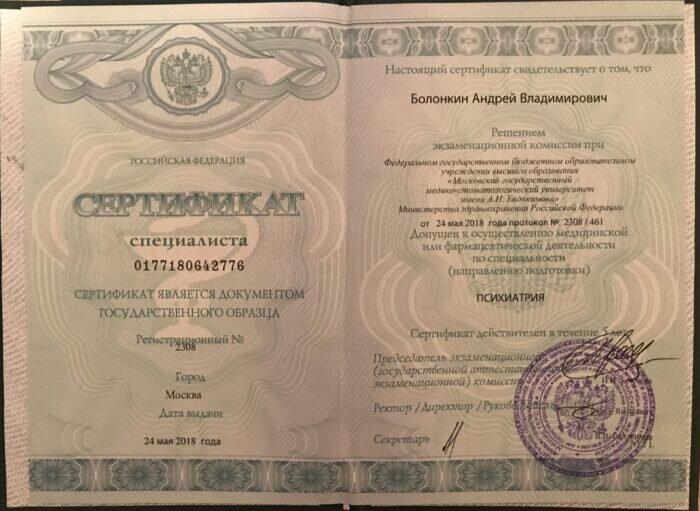 РОССИЙСКАЯ ФЕДЕРАЦИЯ
СЕРТИФИКАТ
специалиста
0177180642776
СЕРТИФИКАТ ЯВЛЯЕТСЯ ДОКУМЕНТОМ
ГОСУДАРСТВЕННОГО ОБРАЗЦА
Регистрационный №
2308
Город
Москва
Дата выдачи
24 мая 2018 года
Настоящий сертификат свидетельствует о том, что
Болонкин Андрей Владимирович
Решением
экзаменационной комиссии при
Федеральном государственном бюджетном образовательном
учреждении высшего образования
«Московский государственный
медико-стоматологический университет
имени А.И. Евдокимова»
Министерства здравоохранения Российской Федерации
от 24 мая 2018 года протокол № 2308 / 461
Допущен к осуществлению медицинской
или фармацевтической деятельности
по специальности
(направлению подготовки)
ПСИХИАТРИЯ
Сертификат действителен в течение 5 лет
Председатель экзаменационной
(государственной
экзаменационной) комиссии
Ректор /Директор /
Секретарь